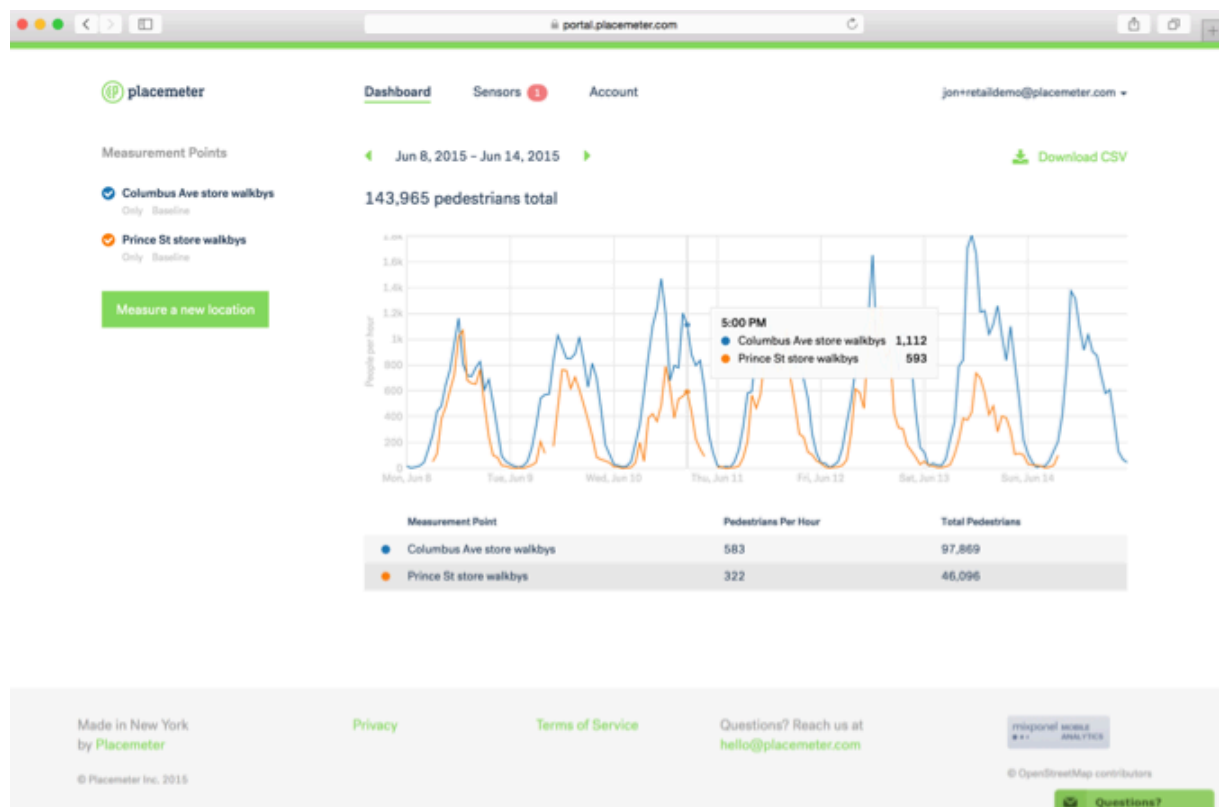 portal.placemeter.com
placemeter
Dashboard
Sensors 1
Account
jon+retaildemo@placemeter.com
Measurement Points
Columbus Ave store walkbys
Only Baseline
Prince St store walkbys
Only Baseline
Measure a new location
Jun 8, 2015 – Jun 14, 2015
Download CSV
143,965 pedestrians total
People per hour
1.8k
1.6k
1.4k
1.2k
1k
800
600
400
200
0
Mon, Jun 8
Tue, Jun 9
Wed, Jun 10
Thu, Jun 11
Fri, Jun 12
Sat, Jun 13
Sun, Jun 14
5:00 PM
Columbus Ave store walkbys 1,112
Prince St store walkbys 593
Measurement Point Pedestrians Per Hour Total Pedestrians
Columbus Ave store walkbys 583 97,869
Prince St store walkbys 322 46,096
Made in New York
by Placemeter
© Placemeter Inc. 2015
Privacy
Terms of Service
Questions? Reach us at
hello@placemeter.com
mixpanel MOBILE
ANALYTICS
© OpenStreetMap contributors
Questions?